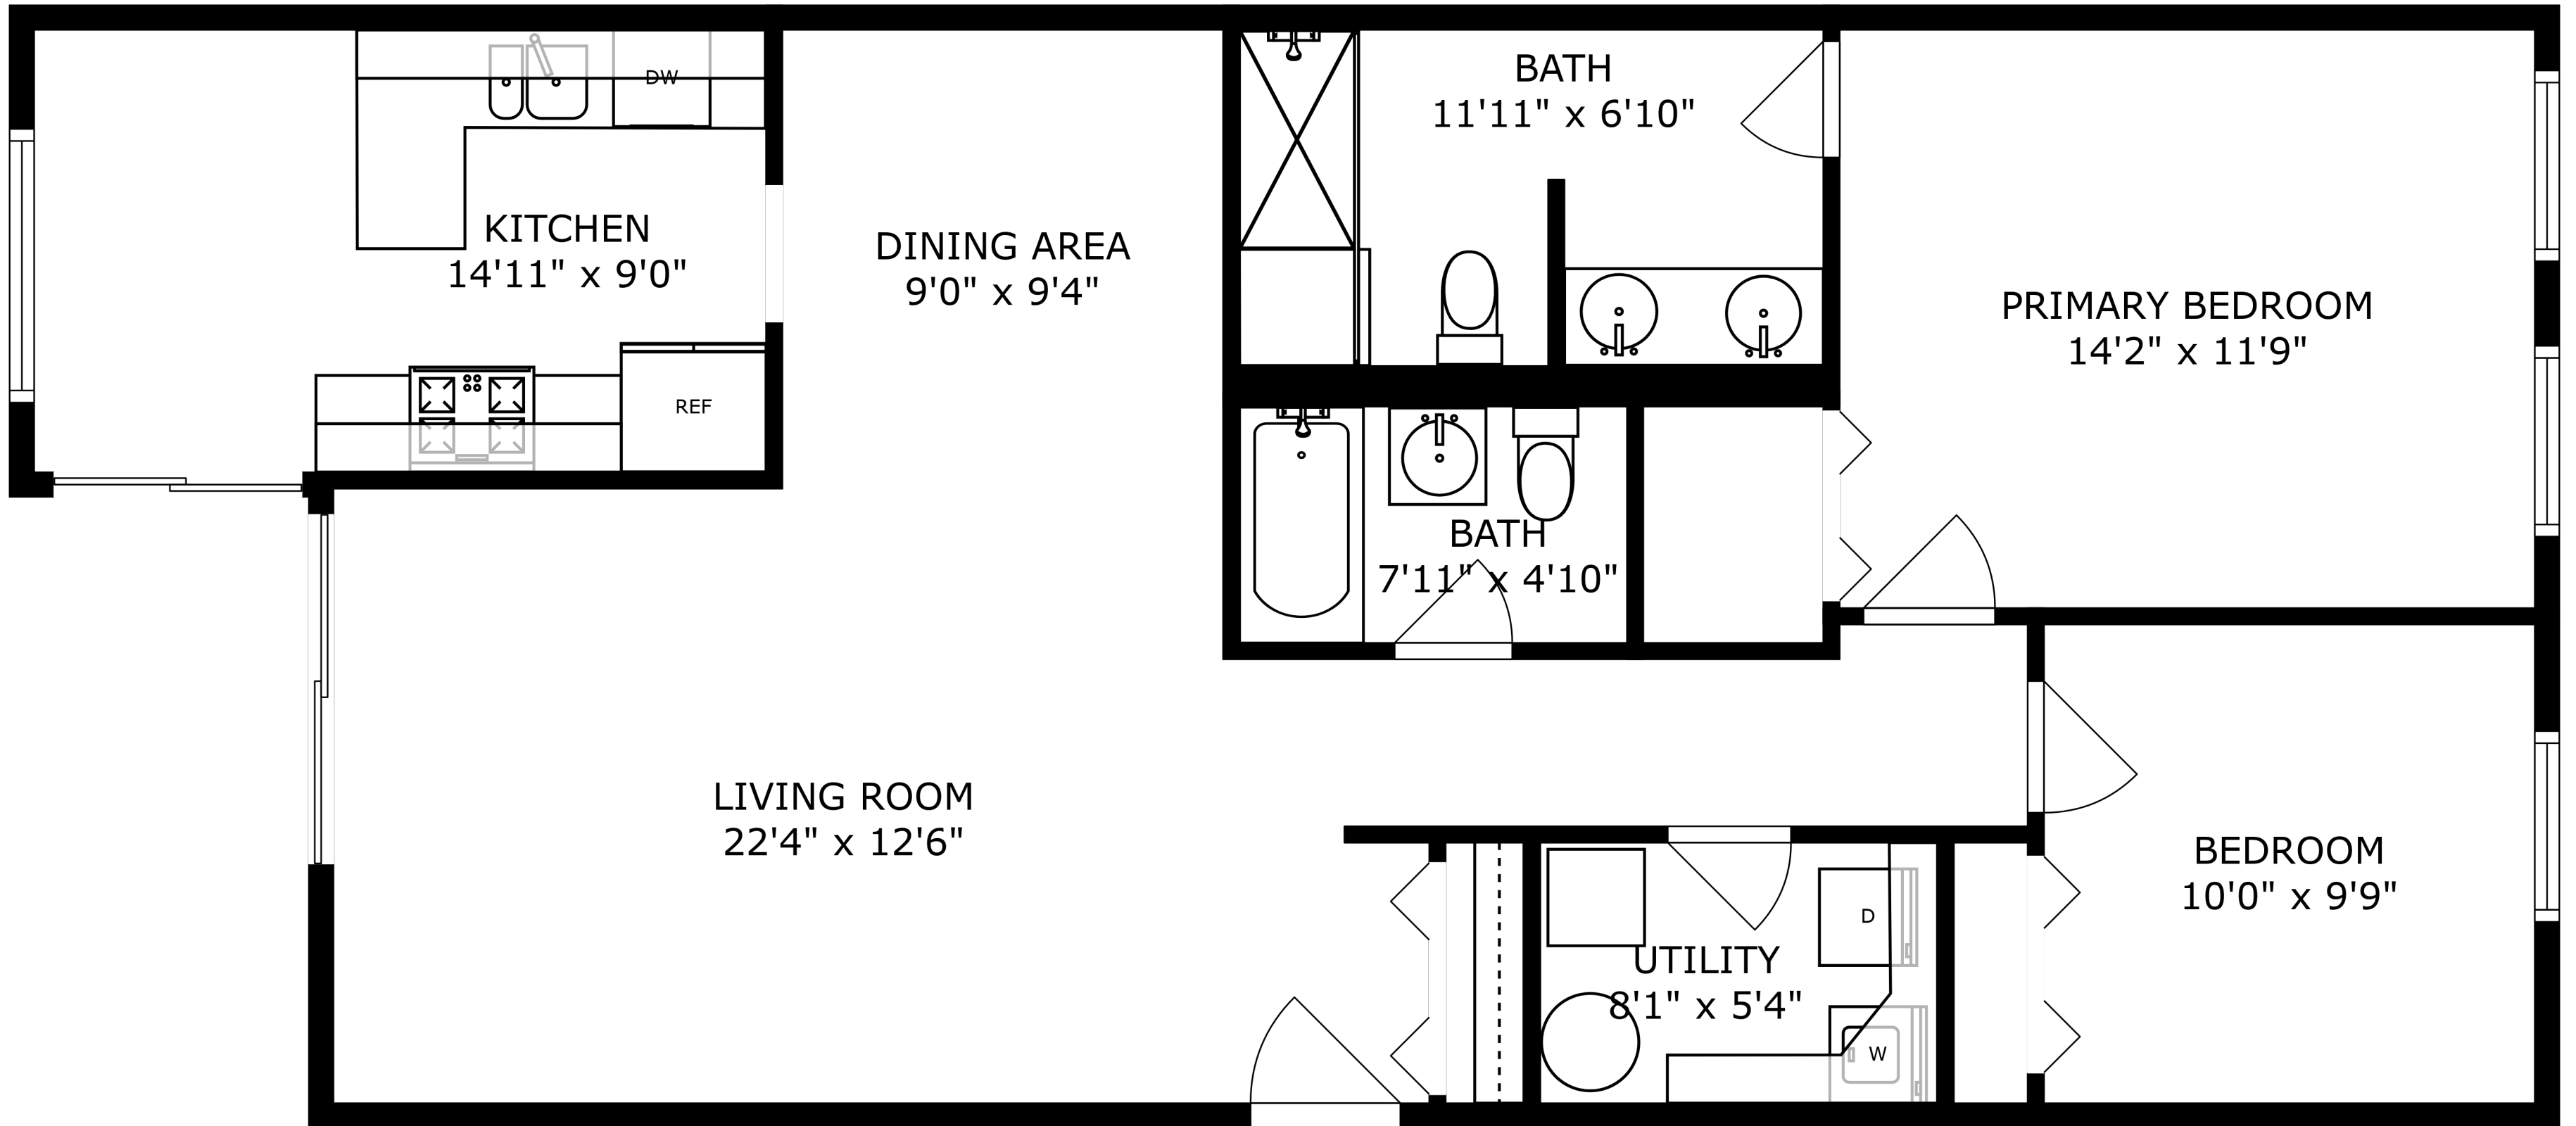 DW
KITCHEN
14'11" x 9'0"
REF
DINING AREA
9'0" x 9'4"
BATH
11'11" x 6'10"
PRIMARY BEDROOM
14'2" x 11'9"
BATH
7'11" x 4'10"
LIVING ROOM
22'4" x 12'6"
UTILITY
8'1" x 5'4"
D
W
BEDROOM
10'0" x 9'9"